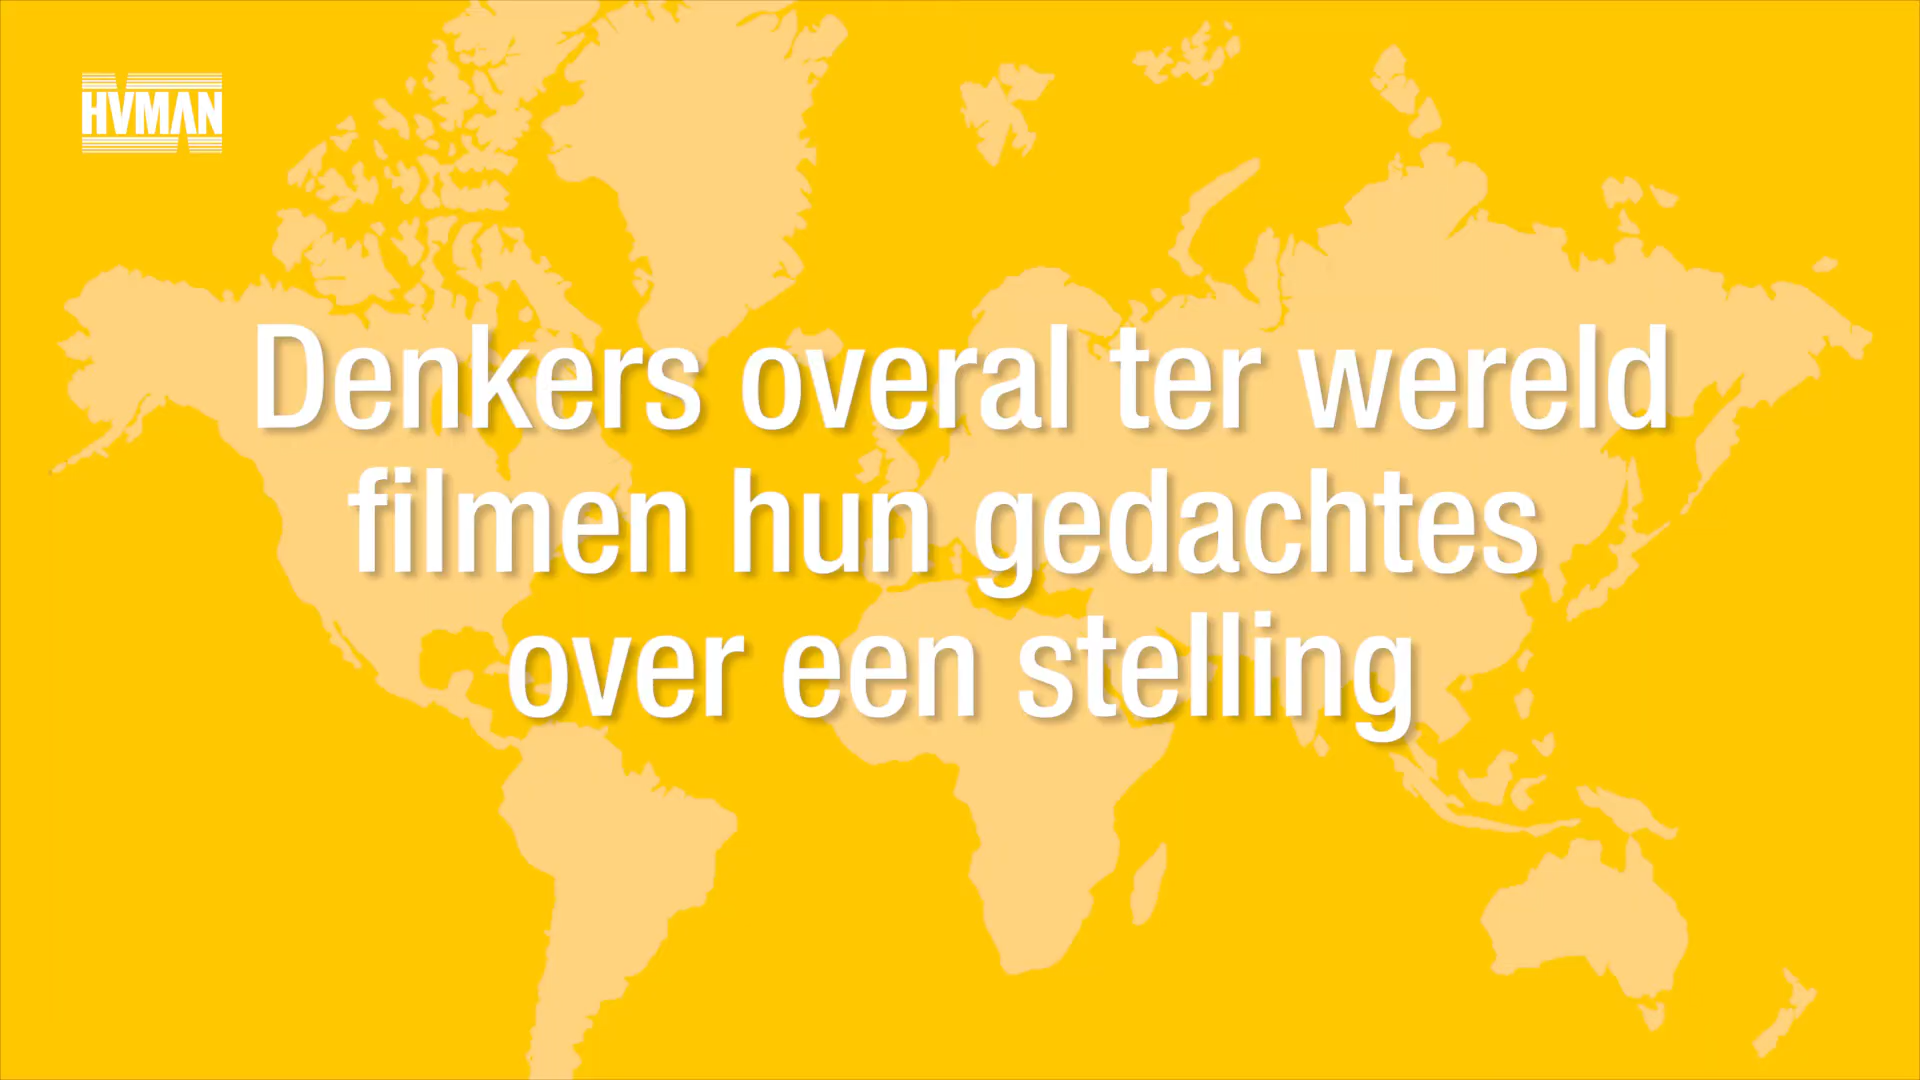 HVMAN
Denkers overal ter wereld
filmen hun gedachtes
over een stelling